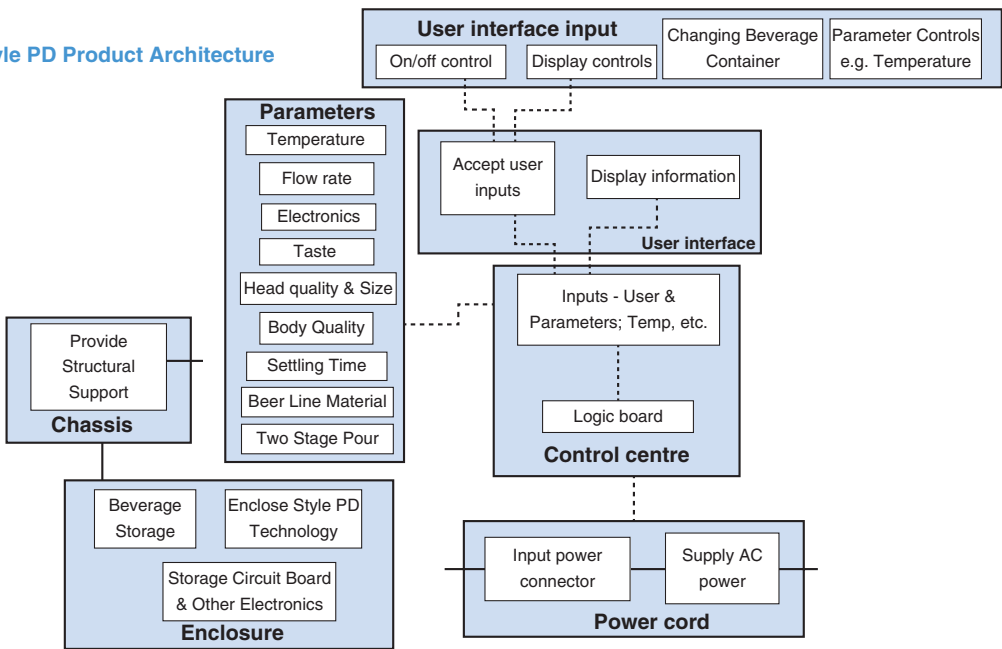 yle PD Product Architecture
User interface input
On/off control
Display controls
Changing Beverage
Container
Parameter Controls
e.g. Temperature
Parameters
Temperature
Flow rate
Electronics
Taste
Head quality & Size
Body Quality
Settling Time
Beer Line Material
Two Stage Pour
Accept user
inputs
Display information
User interface
Inputs - User &
Parameters; Temp, etc.
Logic board
Control centre
Provide
Structural
Support
Chassis
Beverage
Storage
Enclose Style PD
Technology
Storage Circuit Board
& Other Electronics
Enclosure
Input power
connector
Supply AC
power
Power cord